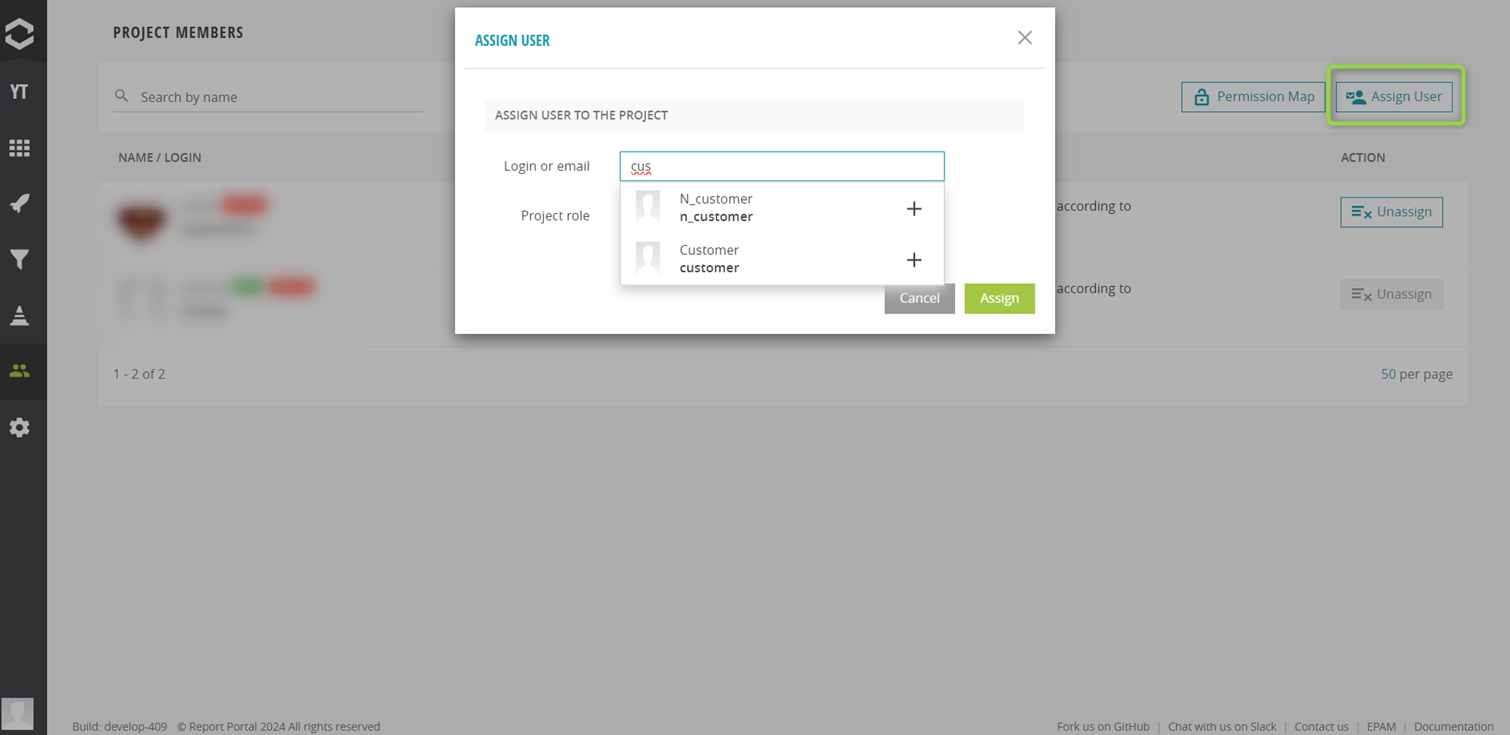 PROJECT MEMBERS
ASSIGN USER
YT
Search by name
Permission Map
Assign User
ASSIGN USER TO THE PROJECT
NAME / LOGIN
ACTION
Login or email
cus
N_customer
n_customer
Project role
according to
Unassign
Customer
customer
according to
Unassign
Cancel
Assign
1 - 2 of 2
50 per page
Build: develop-409 © Report Portal 2024 All rights reserved
Fork us on GitHub | Chat with us on Slack | Contact us | EPAM | Documentation